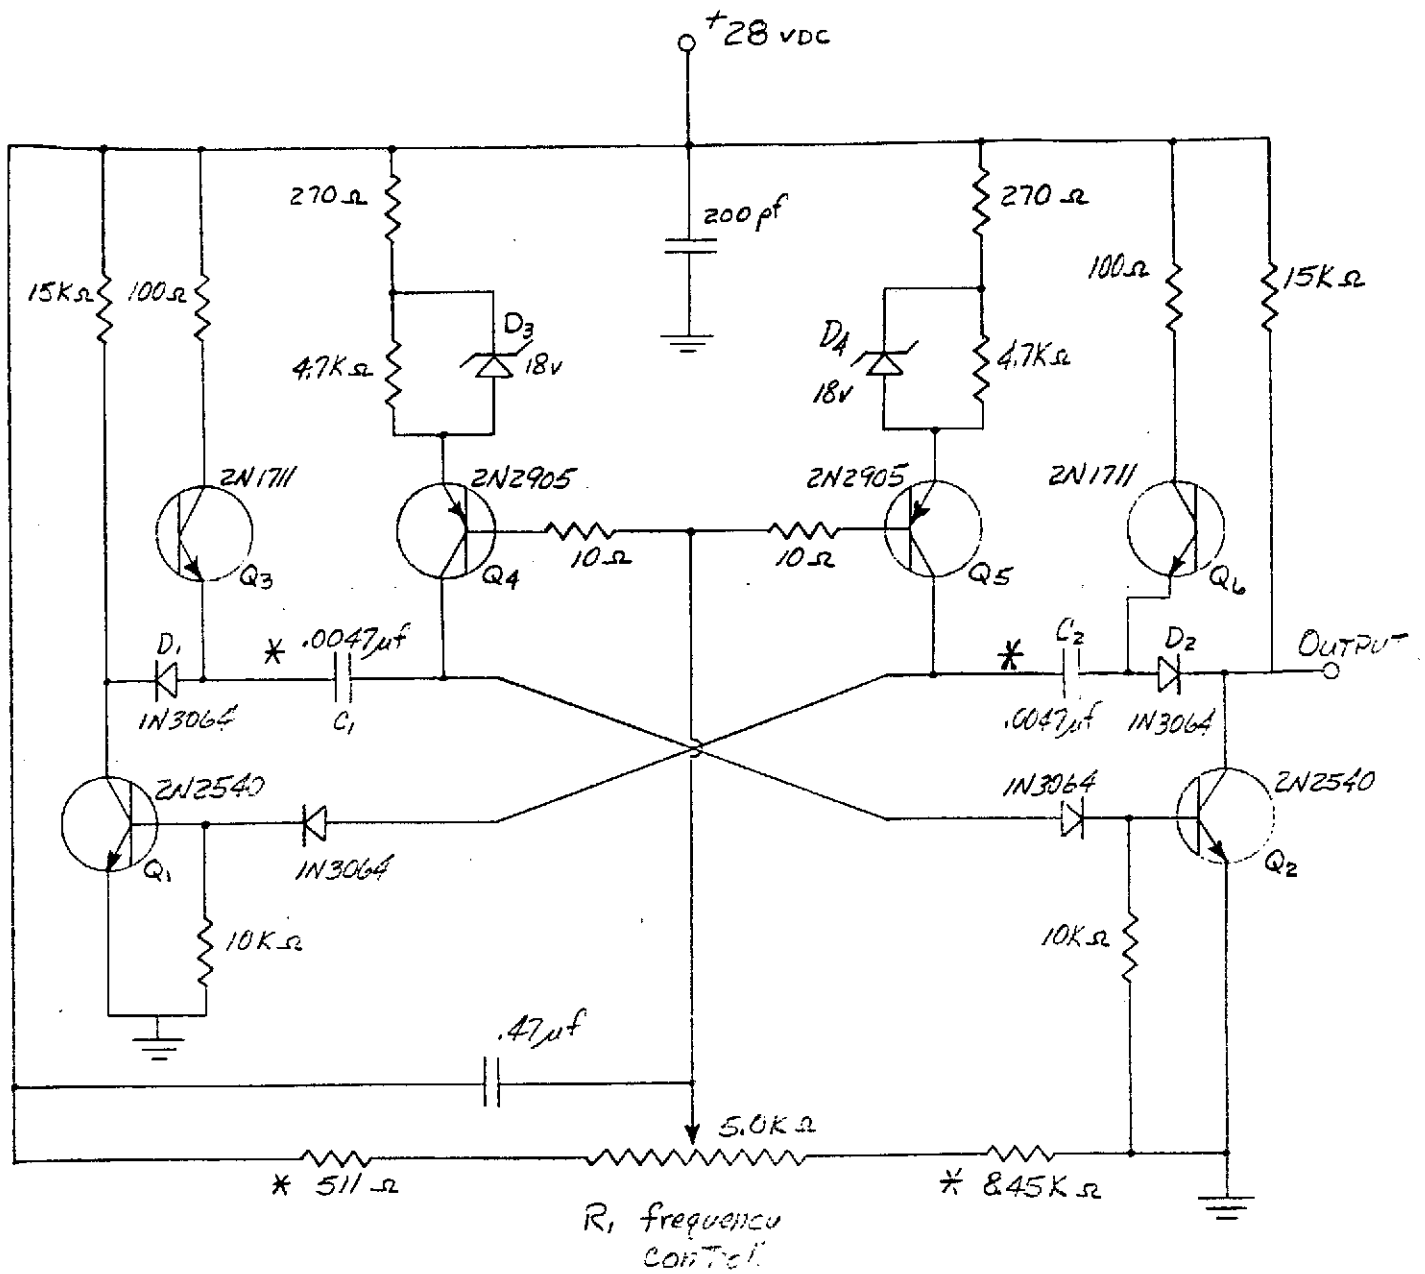 +28 VDC
270 Ω
200 pf
270 Ω
15K Ω
100 Ω
100 Ω
15K Ω
D3
18v
4.7K Ω
D4
18v
4.7K Ω
2N1711
2N2905
2N2905
2N1711
Q3
Q4
10 Ω
10 Ω
Q5
Q6
D1
* .0047 μf
*
C2
D2
OUTPUT
1N3064
C1
.0047 μf
1N3064
2N2540
1N3064
2N2540
Q1
1N3064
Q2
10K Ω
10K Ω
.47 μf
5.0K Ω
* 511 Ω
* 8.45K Ω
R1 frequency
control